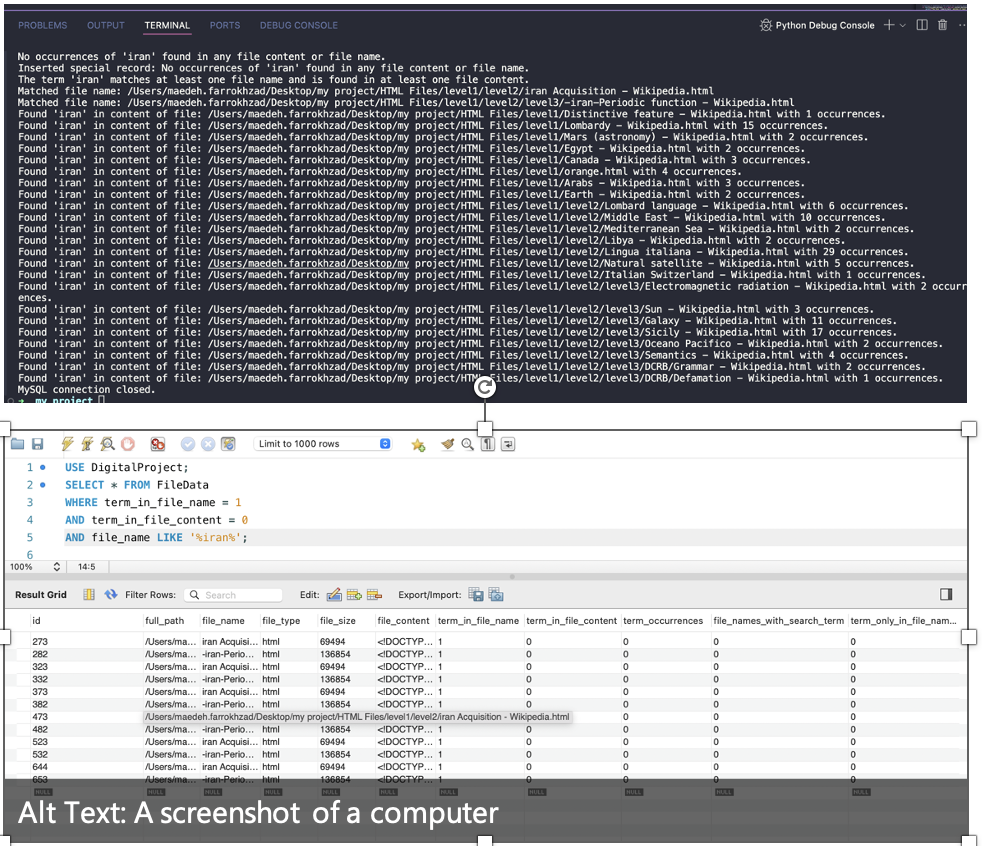 PROBLEMS OUTPUT TERMINAL PORTS DEBUG CONSOLE Python Debug Console
No occurrences of 'iran' found in any file content or file name.
Inserted special record: No occurrences of 'iran' found in any file content or file name.
The term 'iran' matches at least one file name and is found in at least one file content.
Matched file name: /Users/maedeh.farrokhzad/Desktop/my project/HTML Files/level1/level2/iran Acquisition – Wikipedia.html
Matched file name: /Users/maedeh.farrokhzad/Desktop/my project/HTML Files/level1/level2/level3/-iran-Periodic function – Wikipedia.html
Found 'iran' in content of file: /Users/maedeh.farrokhzad/Desktop/my project/HTML Files/level1/Distinctive feature – Wikipedia.html with 1 occurrences.
Found 'iran' in content of file: /Users/maedeh.farrokhzad/Desktop/my project/HTML Files/level1/Lombardy – Wikipedia.html with 15 occurrences.
Found 'iran' in content of file: /Users/maedeh.farrokhzad/Desktop/my project/HTML Files/level1/Mars (astronomy) – Wikipedia.html with 2 occurrences.
Found 'iran' in content of file: /Users/maedeh.farrokhzad/Desktop/my project/HTML Files/level1/Egypt – Wikipedia.html with 2 occurrences.
Found 'iran' in content of file: /Users/maedeh.farrokhzad/Desktop/my project/HTML Files/level1/Canada – Wikipedia.html with 3 occurrences.
Found 'iran' in content of file: /Users/maedeh.farrokhzad/Desktop/my project/HTML Files/level1/orange.html with 4 occurrences.
Found 'iran' in content of file: /Users/maedeh.farrokhzad/Desktop/my project/HTML Files/level1/Arabs – Wikipedia.html with 3 occurrences.
Found 'iran' in content of file: /Users/maedeh.farrokhzad/Desktop/my project/HTML Files/level1/Earth – Wikipedia.html with 2 occurrences.
Found 'iran' in content of file: /Users/maedeh.farrokhzad/Desktop/my project/HTML Files/level1/level2/Lombard language – Wikipedia.html with 6 occurrences.
Found 'iran' in content of file: /Users/maedeh.farrokhzad/Desktop/my project/HTML Files/level1/level2/Middle East – Wikipedia.html with 10 occurrences.
Found 'iran' in content of file: /Users/maedeh.farrokhzad/Desktop/my project/HTML Files/level1/level2/Mediterranean Sea – Wikipedia.html with 2 occurrences.
Found 'iran' in content of file: /Users/maedeh.farrokhzad/Desktop/my project/HTML Files/level1/level2/Libya – Wikipedia.html with 2 occurrences.
Found 'iran' in content of file: /Users/maedeh.farrokhzad/Desktop/my project/HTML Files/level1/level2/Lingua italiana – Wikipedia.html with 29 occurrences.
Found 'iran' in content of file: /Users/maedeh.farrokhzad/Desktop/my project/HTML Files/level1/level2/Natural satellite – Wikipedia.html with 5 occurrences.
Found 'iran' in content of file: /Users/maedeh.farrokhzad/Desktop/my project/HTML Files/level1/level2/Italian Switzerland – Wikipedia.html with 1 occurrences.
Found 'iran' in content of file: /Users/maedeh.farrokhzad/Desktop/my project/HTML Files/level1/level2/level3/Electromagnetic radiation – Wikipedia.html with 2 occurr
ences.
Found 'iran' in content of file: /Users/maedeh.farrokhzad/Desktop/my project/HTML Files/level1/level2/level3/Sun – Wikipedia.html with 3 occurrences.
Found 'iran' in content of file: /Users/maedeh.farrokhzad/Desktop/my project/HTML Files/level1/level2/level3/Galaxy – Wikipedia.html with 11 occurrences.
Found 'iran' in content of file: /Users/maedeh.farrokhzad/Desktop/my project/HTML Files/level1/level2/level3/Sicily – Wikipedia.html with 17 occurrences.
Found 'iran' in content of file: /Users/maedeh.farrokhzad/Desktop/my project/HTML Files/level1/level2/level3/Oceano Pacifico – Wikipedia.html with 2 occurrences.
Found 'iran' in content of file: /Users/maedeh.farrokhzad/Desktop/my project/HTML Files/level1/level2/level3/Semantics – Wikipedia.html with 4 occurrences.
Found 'iran' in content of file: /Users/maedeh.farrokhzad/Desktop/my project/HTML Files/level1/level2/level3/DCRB/Grammar – Wikipedia.html with 2 occurrences.
Found 'iran' in content of file: /Users/maedeh.farrokhzad/Desktop/my project/HTML Files/level1/level2/level3/DCRB/Defamation – Wikipedia.html with 1 occurrences.
MySQL connection closed.
my project
Limit to 1000 rows
1 USE DigitalProject;
2 SELECT * FROM FileData
3 WHERE term_in_file_name = 1
4 AND term_in_file_content = 0
5 AND file_name LIKE '%iran%';
6
100% 14:5
Result Grid Filter Rows: Search Edit: Export/Import:
id full_path file_name file_type file_size file_content term_in_file_name term_in_file_content term_occurrences file_names_with_search_term term_only_in_file_nam...
273 /Users/ma... iran Acquisi... html 69494 <!DOCTYP... 1 0 0 0 0
282 /Users/ma... -iran-Perio... html 136854 <!DOCTYP... 1 0 0 0 0
323 /Users/ma... iran Acquisi... html 69494 <!DOCTYP... 1 0 0 0 0
332 /Users/ma... -iran-Perio... html 136854 <!DOCTYP... 1 0 0 0 0
373 /Users/ma... iran Acquisi... html 69494 <!DOCTYP... 1 0 0 0 0
382 /Users/ma... -iran-Perio... html 136854 <!DOCTYP... 1 0 0 0 0
473 /Users/maedeh.farrokhzad/Desktop/my project/HTML Files/level1/level2/iran Acquisition - Wikipedia.html 0 0 0
482 /Users/ma... -iran-Perio... html 136854 <!DOCTYP... 1 0 0 0 0
523 /Users/ma... iran Acquisi... html 69494 <!DOCTYP... 1 0 0 0 0
532 /Users/ma... -iran-Perio... html 136854 <!DOCTYP... 1 0 0 0 0
644 /Users/ma... iran Acquisi... html 69494 <!DOCTYP... 1 0 0 0 0
653 /Users/ma... -iran-Perio... html 136854 <!DOCTYP... 1 0 0 0 0
NULL NULL NULL NULL NULL NULL NULL NULL NULL NULL NULL
Alt Text: A screenshot of a computer